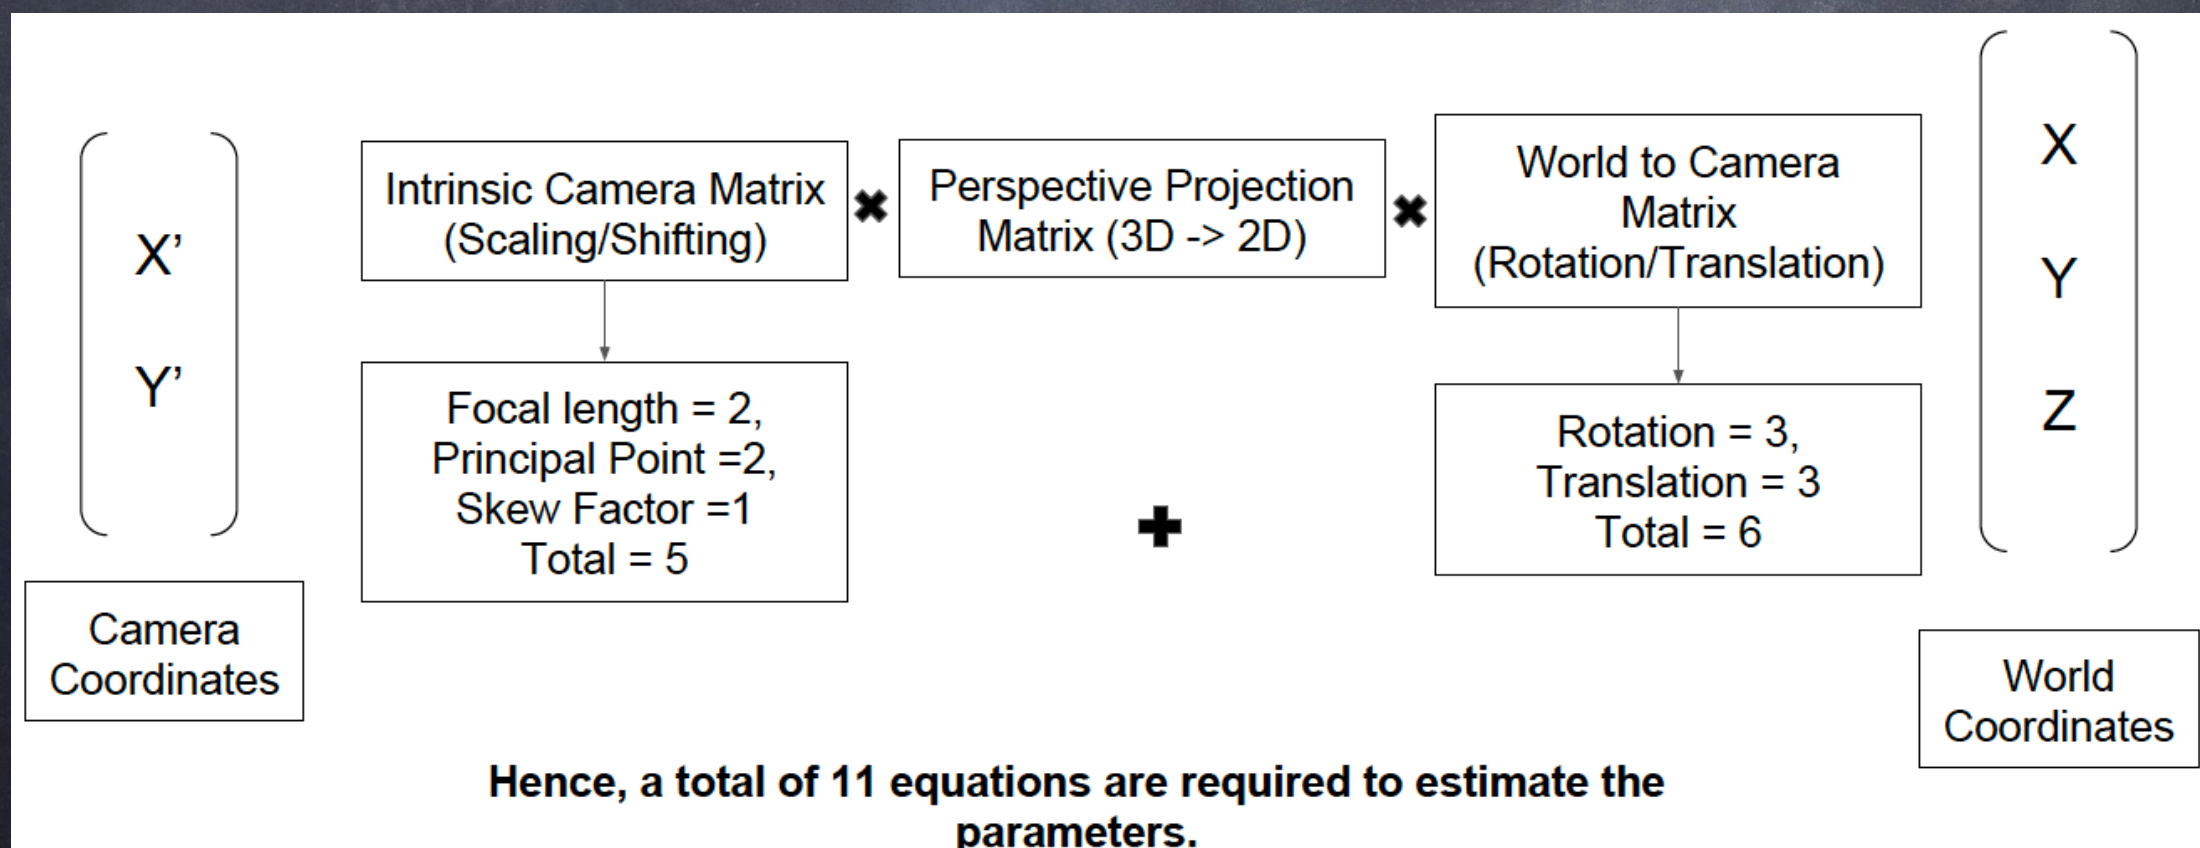 X’
Y’
Camera
Coordinates
Intrinsic Camera Matrix
(Scaling/Shifting)
✖
Perspective Projection
Matrix (3D -> 2D)
✖
World to Camera
Matrix
(Rotation/Translation)
Focal length = 2,
Principal Point =2,
Skew Factor =1
Total = 5
✚
Rotation = 3,
Translation = 3
Total = 6
X
Y
Z
World
Coordinates
Hence, a total of 11 equations are required to estimate the
parameters.